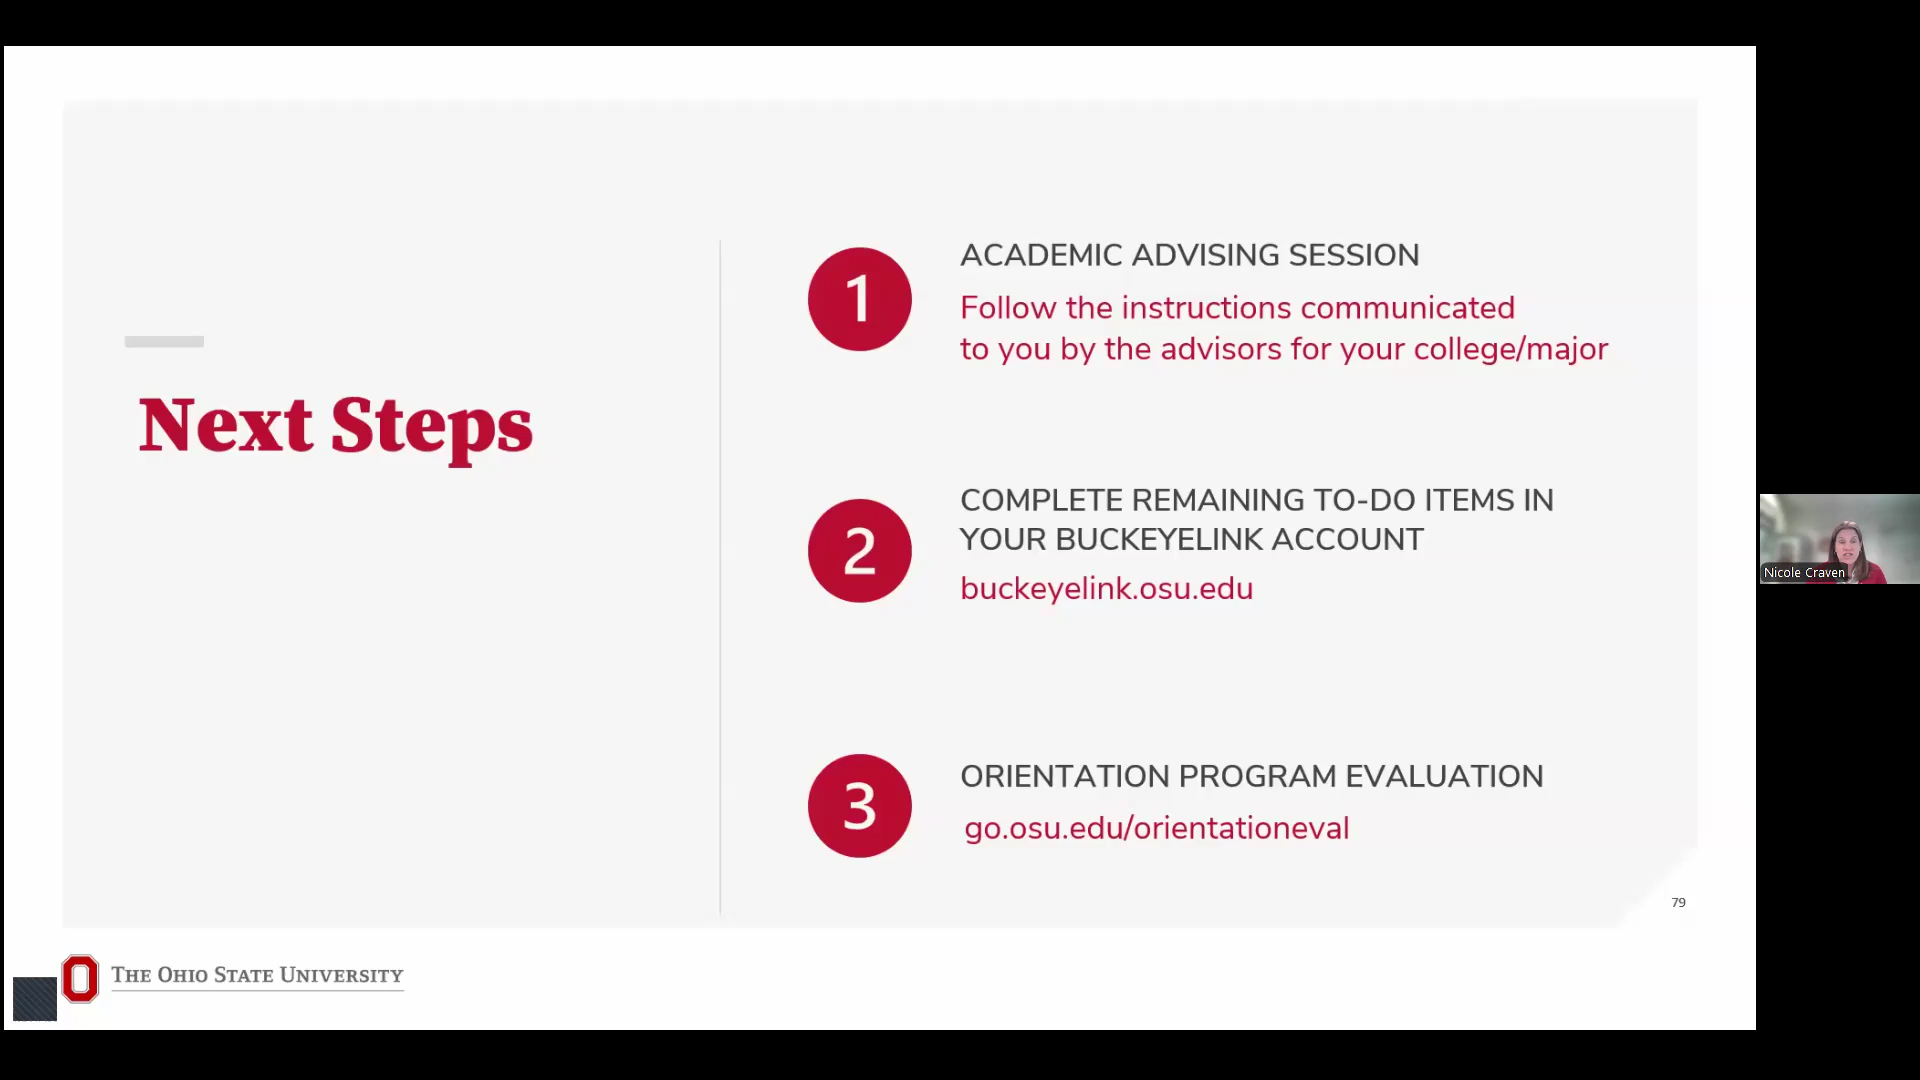 Next Steps
1
ACADEMIC ADVISING SESSION
Follow the instructions communicated
to you by the advisors for your college/major
2
COMPLETE REMAINING TO-DO ITEMS IN
YOUR BUCKEYELINK ACCOUNT
buckeyelink.osu.edu
3
ORIENTATION PROGRAM EVALUATION
go.osu.edu/orientationeval
79
THE OHIO STATE UNIVERSITY
Nicole Craven